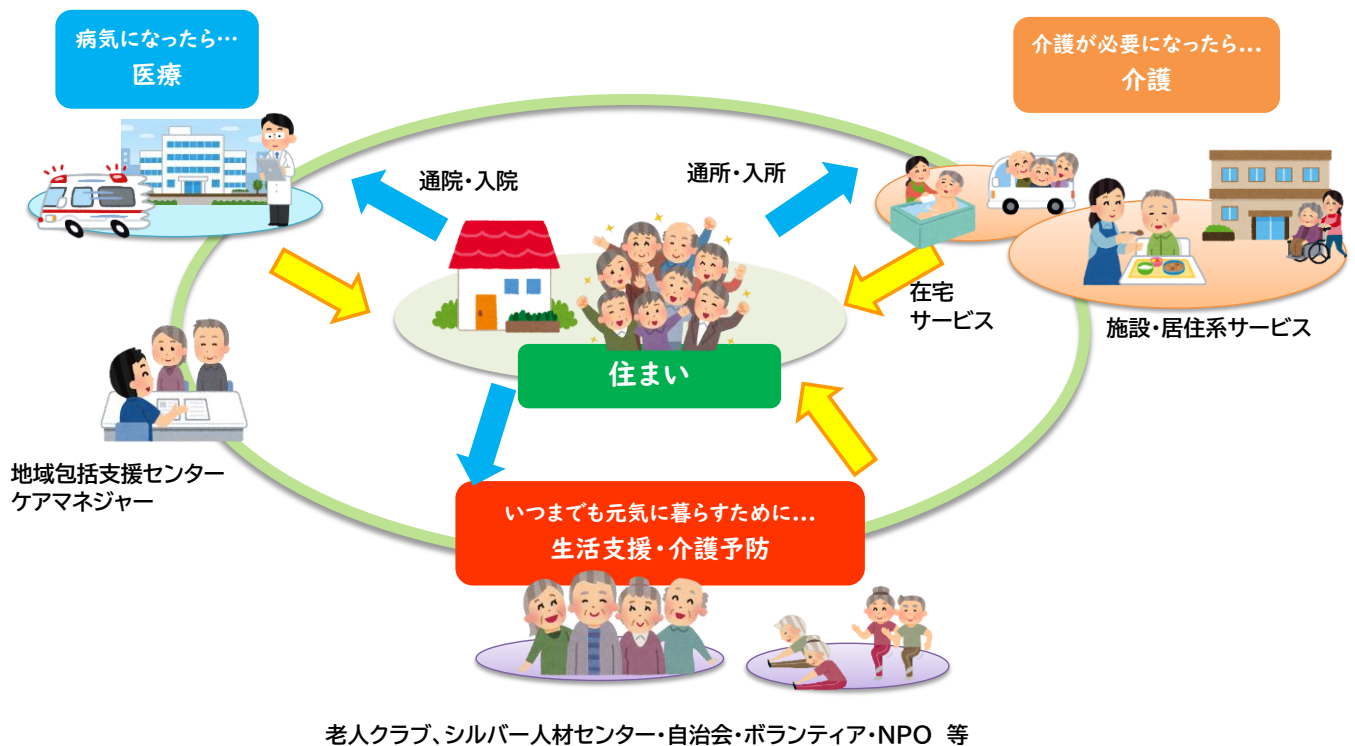 病気になったら…
医療
介護が必要になったら...
介護
通院・入院
通所・入所
在宅
サービス
施設・居住系サービス
住まい
地域包括支援センター
ケアマネジャー
いつまでも元気に暮らすために...
生活支援・介護予防
老人クラブ、シルバー人材センター・自治会・ボランティア・NPO 等